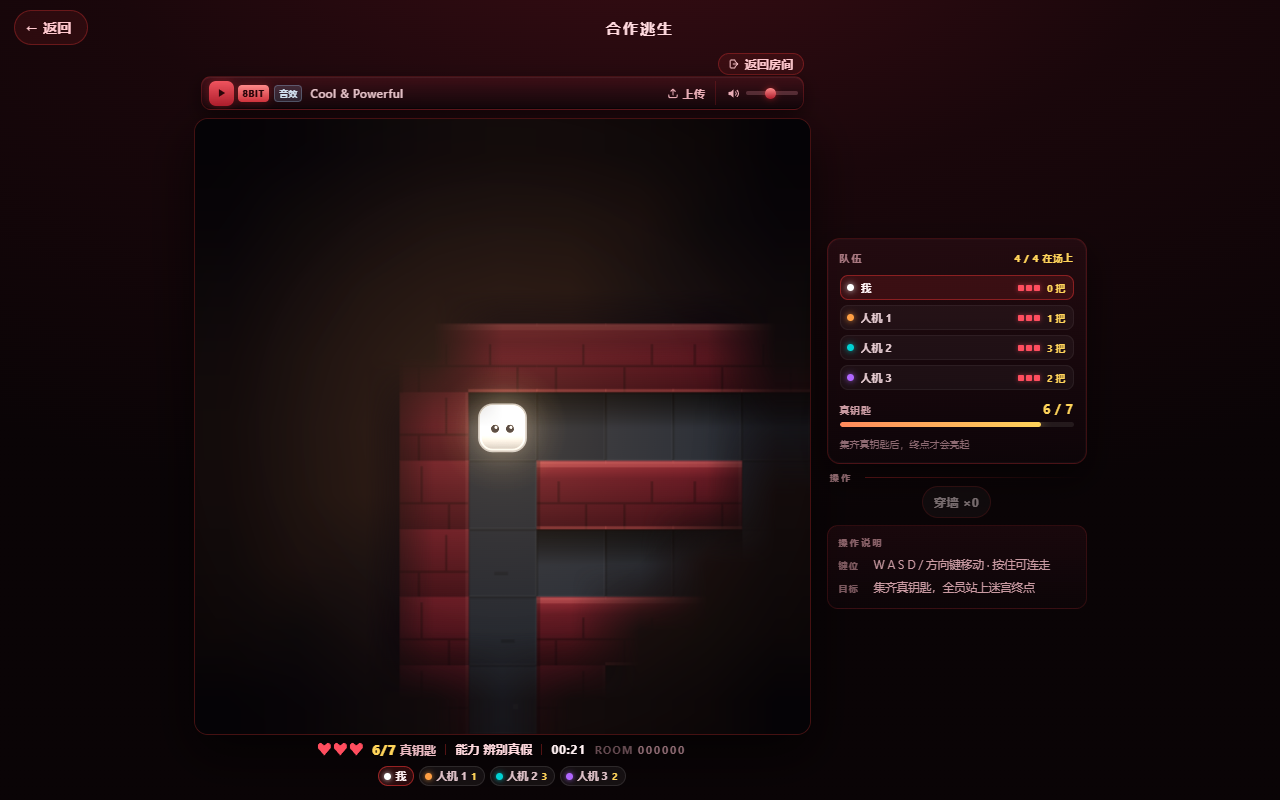 ← 返回
合作逃生
返回房间
8BIT 音效 Cool & Powerful 上传
队伍 4 / 4 在场上
我 0 把
人机 1 1 把
人机 2 3 把
人机 3 2 把
真钥匙 6 / 7
集齐真钥匙后，终点才会亮起
操作
穿墙 ×0
操作说明
键位 W A S D / 方向键移动 · 按住可连走
目标 集齐真钥匙，全员站上迷宫终点
6/7 真钥匙 能力 辨别真假 00:21 ROOM 000000
我 人机 1 1 人机 2 3 人机 3 2